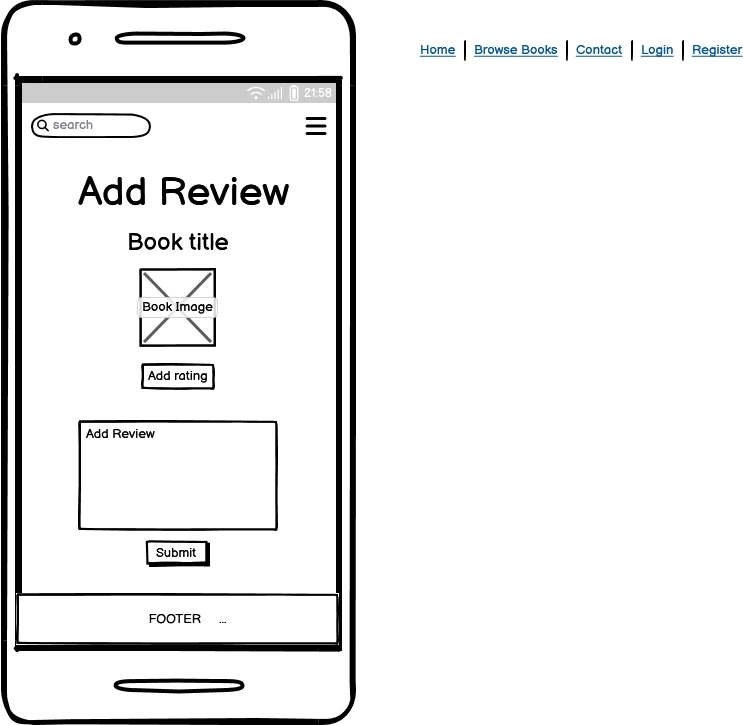 Home | Browse Books | Contact | Login | Register
21:58
search
Add Review
Book title
Book Image
Add rating
Add Review
Submit
FOOTER ...